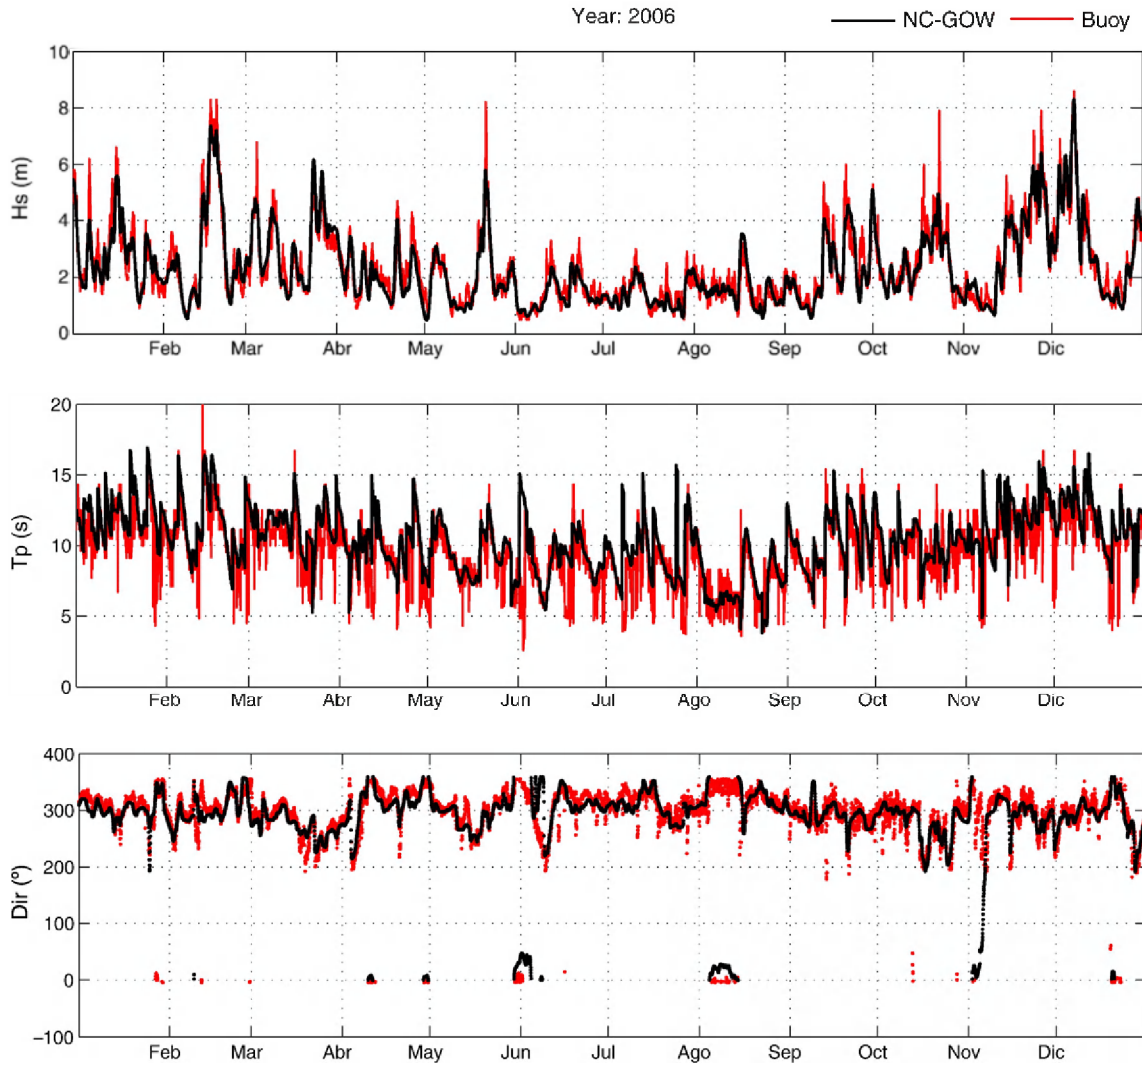 Year: 2006
NC-GOW
Buoy
10
8
6
4
2
0
Hs (m)
Feb Mar Abr May Jun Jul Ago Sep Oct Nov Dic
20
15
10
5
0
Tp (s)
Feb Mar Abr May Jun Jul Ago Sep Oct Nov Dic
400
300
200
100
0
−100
Dir (º)
Feb Mar Abr May Jun Jul Ago Sep Oct Nov Dic